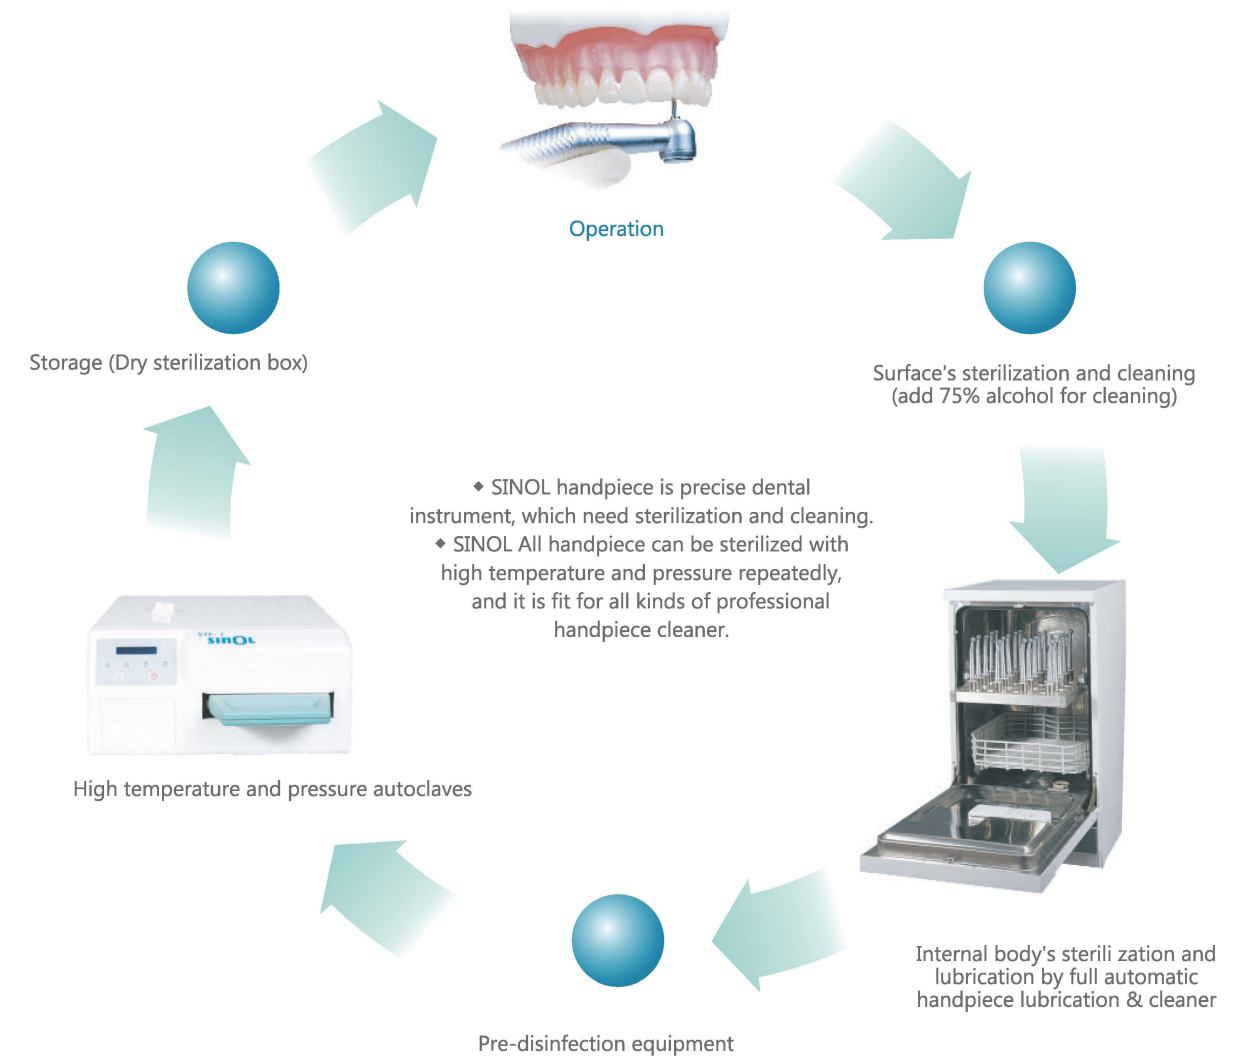 Operation
Storage (Dry sterilization box)
Surface's sterilization and cleaning
(add 75% alcohol for cleaning)
◆ SINOL handpiece is precise dental
instrument, which need sterilization and cleaning.
◆ SINOL All handpiece can be sterilized with
high temperature and pressure repeatedly,
and it is fit for all kinds of professional
handpiece cleaner.
STE-1
sinOL
High temperature and pressure autoclaves
Internal body's sterili zation and
lubrication by full automatic
handpiece lubrication & cleaner
Pre-disinfection equipment